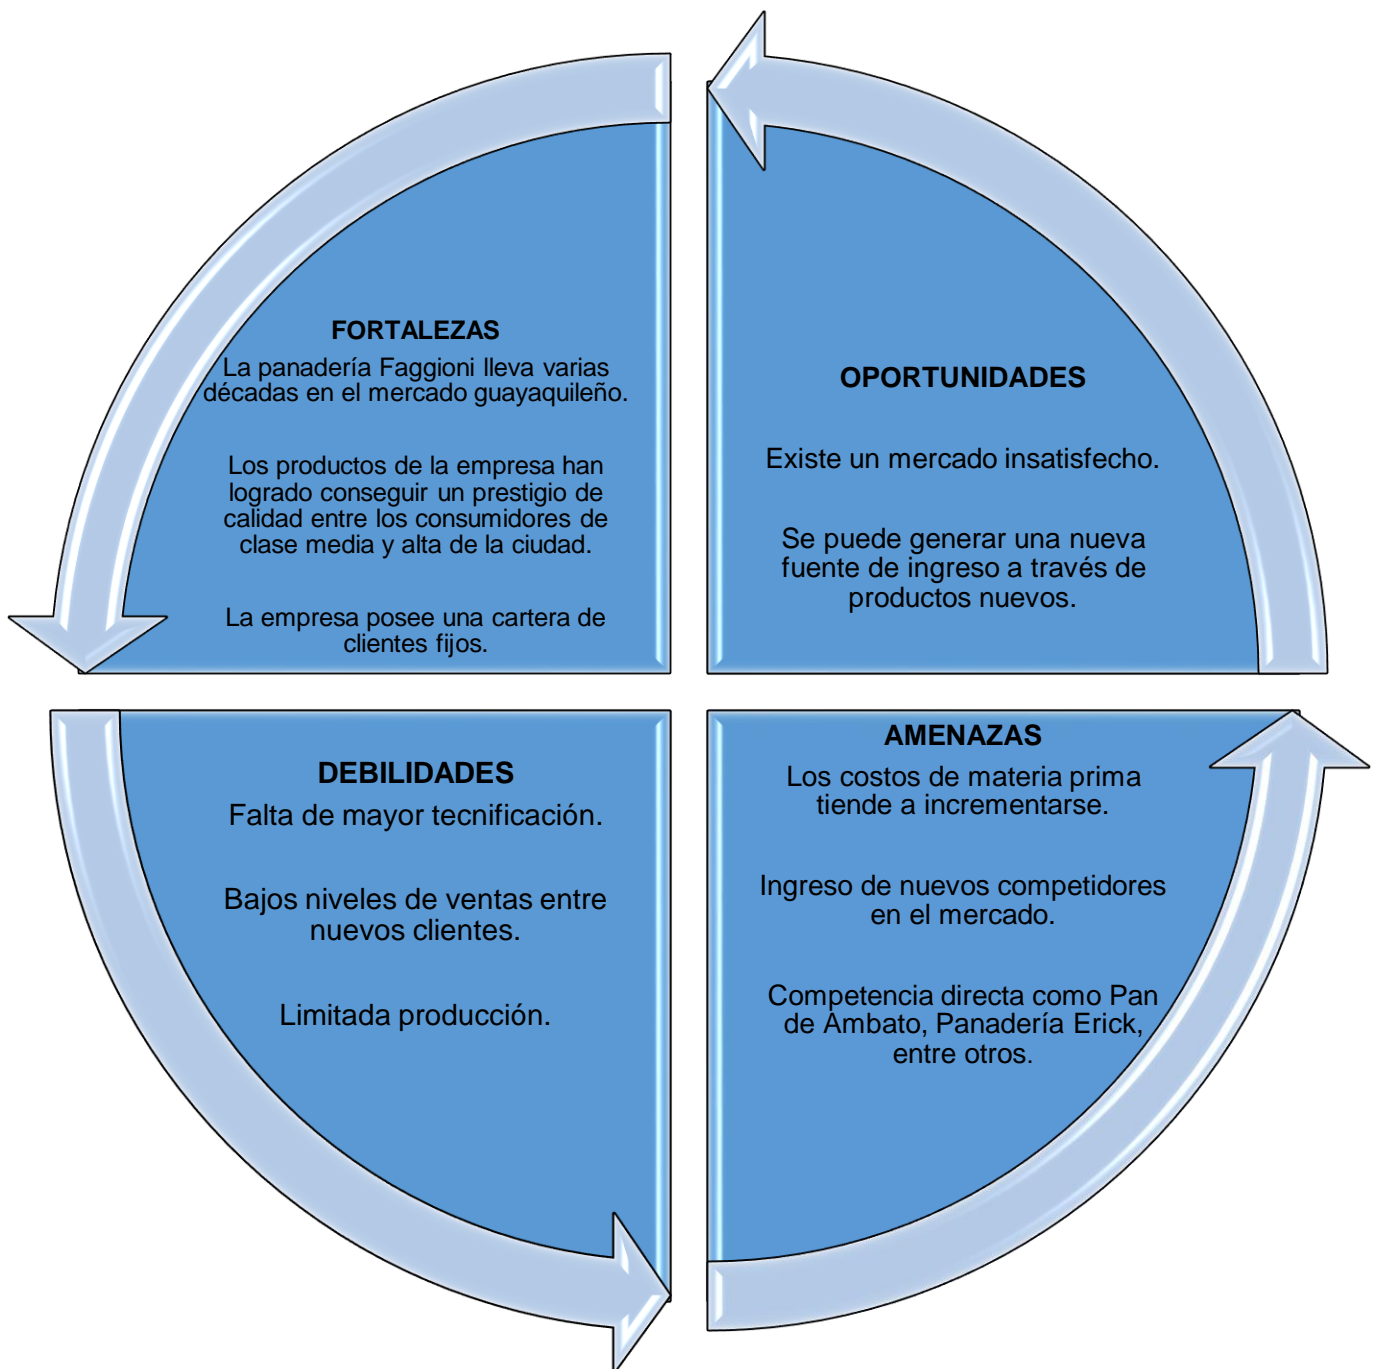 FORTALEZAS
La panadería Faggioni lleva varias
décadas en el mercado guayaquileño.
Los productos de la empresa han
logrado conseguir un prestigio de
calidad entre los consumidores de
clase media y alta de la ciudad.
La empresa posee una cartera de
clientes fijos.
OPORTUNIDADES
Existe un mercado insatisfecho.
Se puede generar una nueva
fuente de ingreso a través de
productos nuevos.
DEBILIDADES
Falta de mayor tecnificación.
Bajos niveles de ventas entre
nuevos clientes.
Limitada producción.
AMENAZAS
Los costos de materia prima
tiende a incrementarse.
Ingreso de nuevos competidores
en el mercado.
Competencia directa como Pan
de Ambato, Panadería Erick,
entre otros.